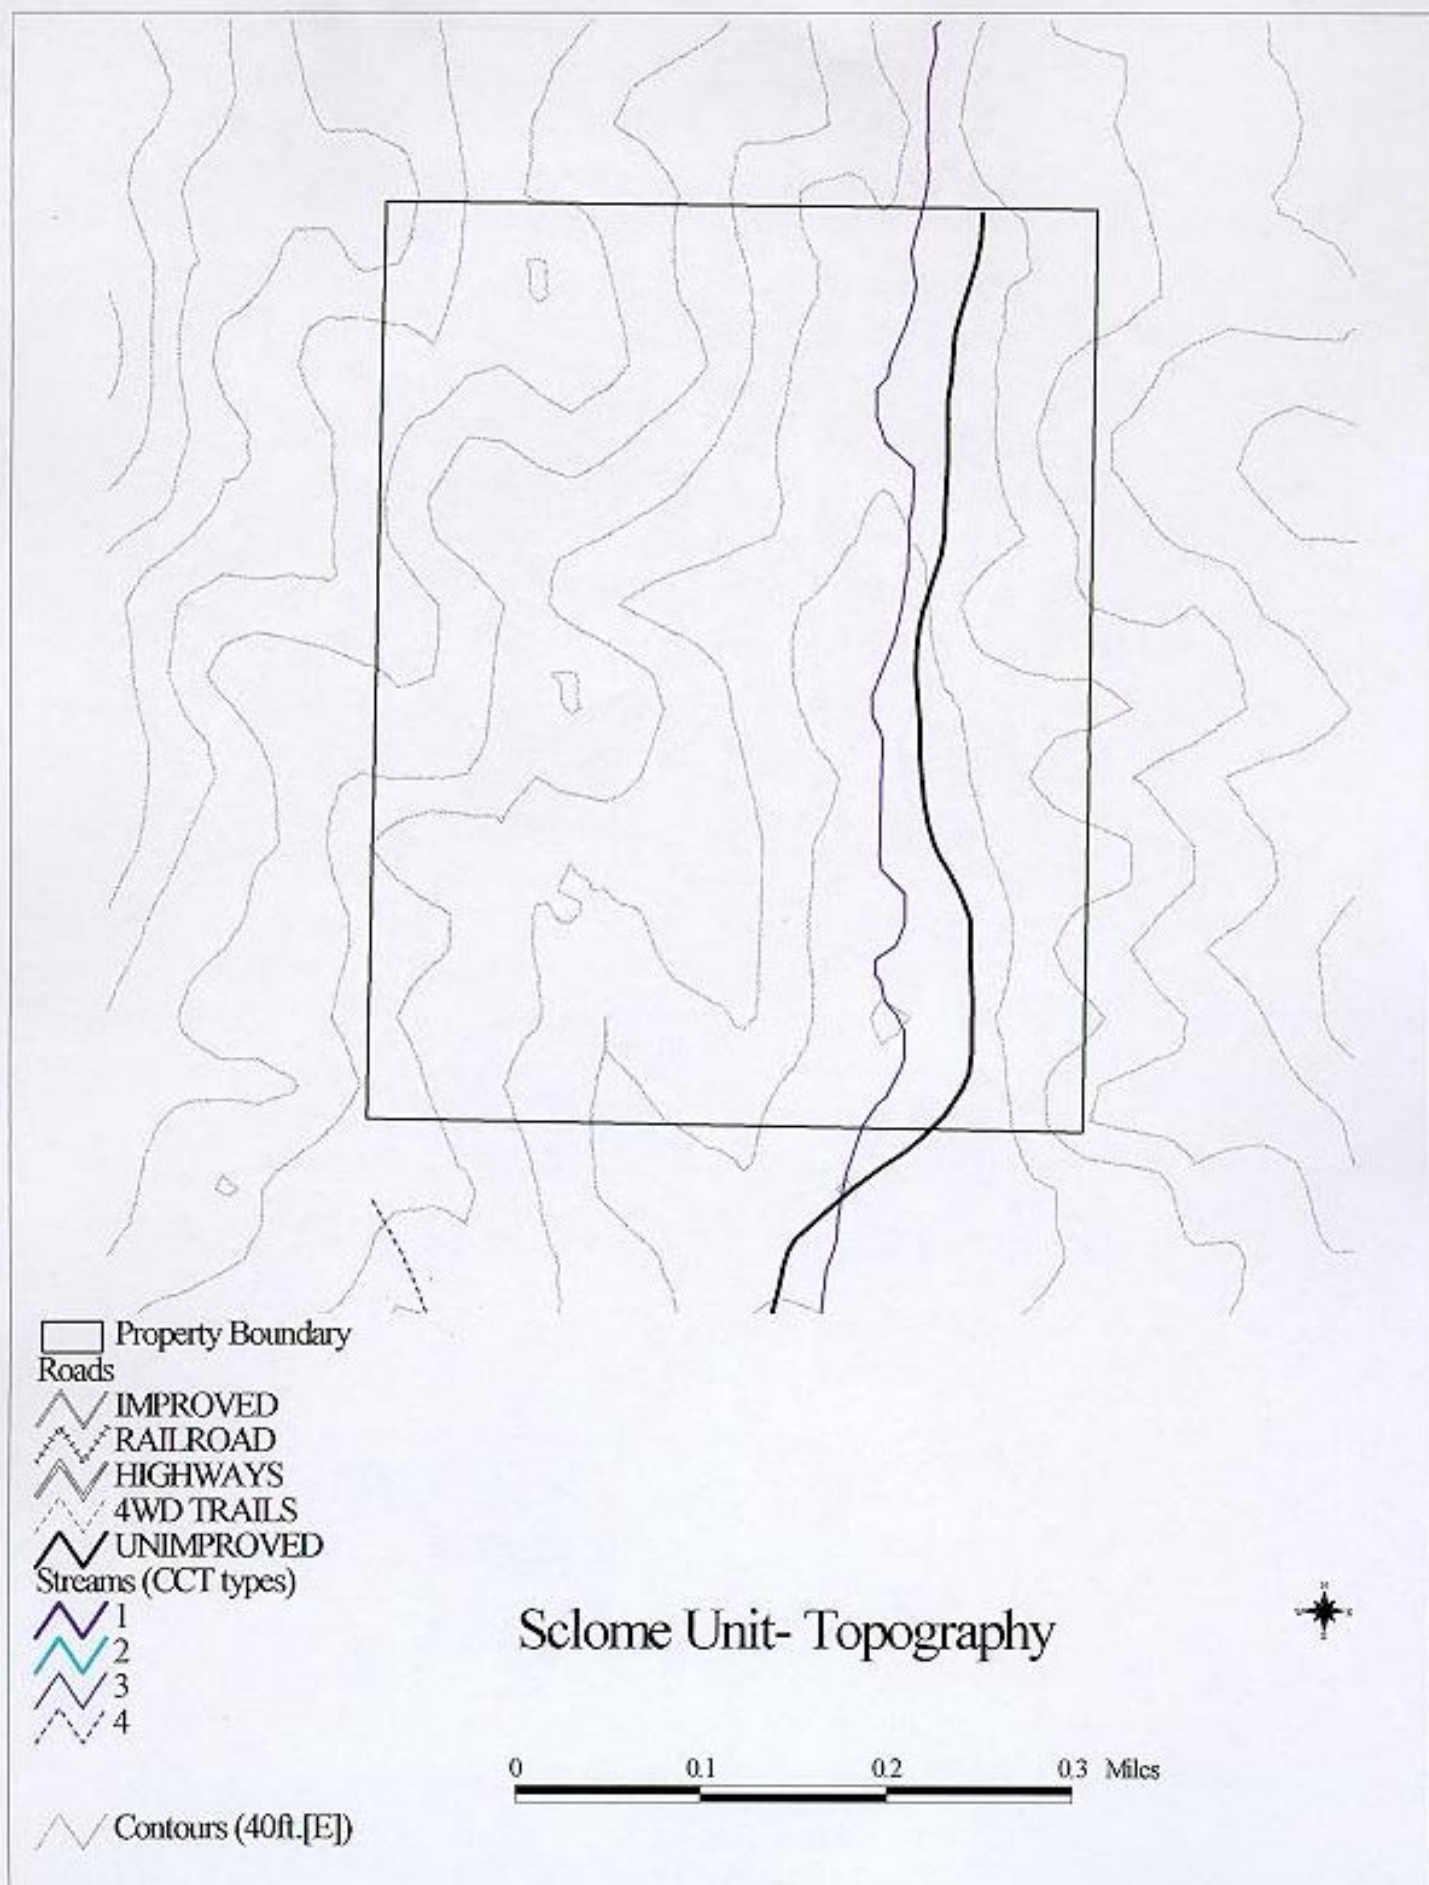 Property Boundary
Roads
IMPROVED
RAILROAD
HIGHWAYS
4WD TRAILS
UNIMPROVED
Streams (CCT types)
1
2
3
4
Sclome Unit- Topography
0 0.1 0.2 0.3 Miles
Contours (40ft.[E])